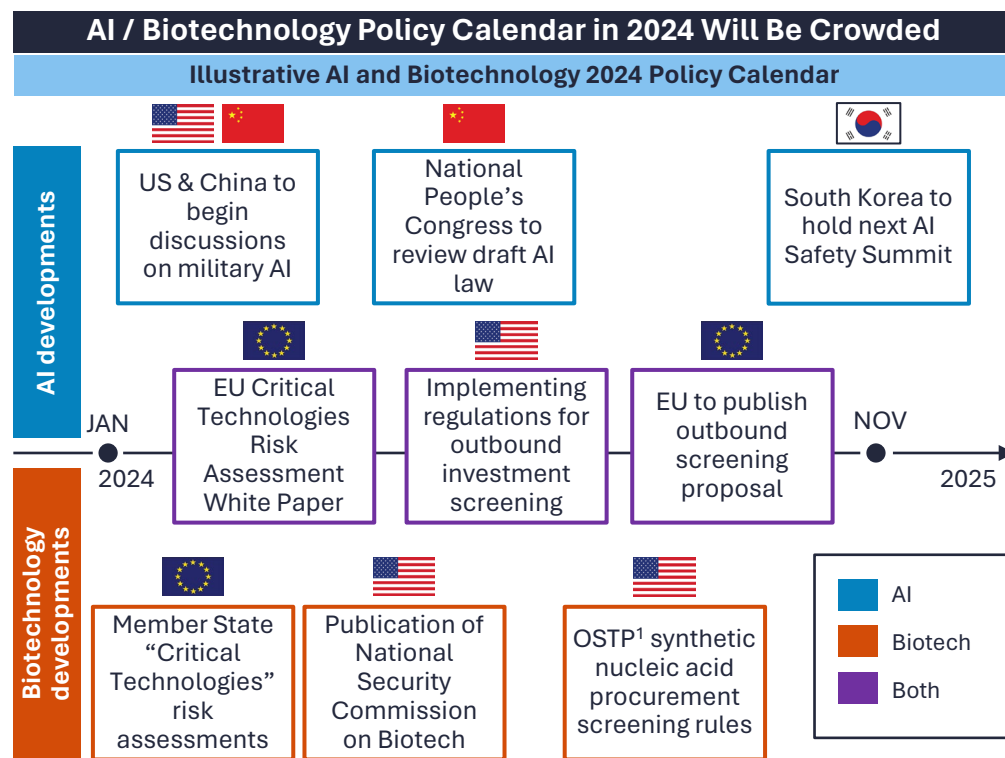 AI / Biotechnology Policy Calendar in 2024 Will Be Crowded
Illustrative AI and Biotechnology 2024 Policy Calendar
AI developments
US & China to
begin
discussions
on military AI
National
People’s
Congress to
review draft AI
law
South Korea to
hold next AI
Safety Summit
JAN
2024
EU Critical
Technologies
Risk
Assessment
White Paper
Implementing
regulations for
outbound
investment
screening
EU to publish
outbound
screening
proposal
NOV
2025
Biotechnology
developments
Member State
“Critical
Technologies”
risk
assessments
Publication of
National
Security
Commission
on Biotech
OSTP¹ synthetic
nucleic acid
procurement
screening rules
AI
Biotech
Both